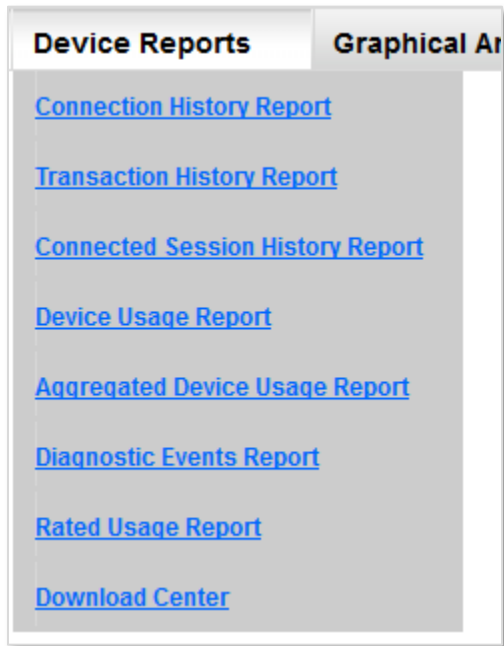 Device Reports
Graphical
Connection History Report
Transaction History Report
Connected Session History Report
Device Usage Report
Aggregated Device Usage Report
Diagnostic Events Report
Rated Usage Report
Download Center